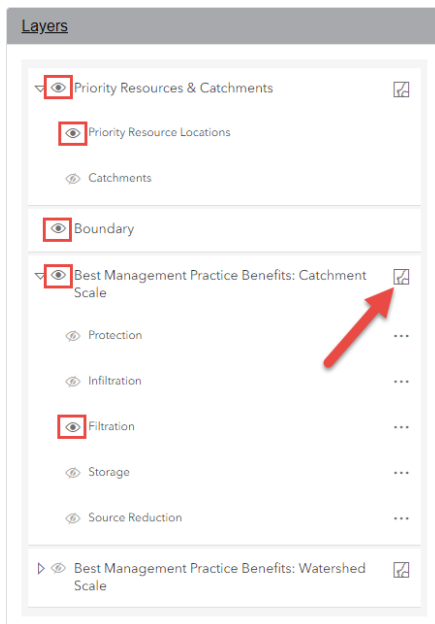 Layers
Priority Resources & Catchments
Priority Resource Locations
Catchments
Boundary
Best Management Practice Benefits: Catchment
Scale
Protection
Infiltration
Filtration
Storage
Source Reduction
Best Management Practice Benefits: Watershed
Scale